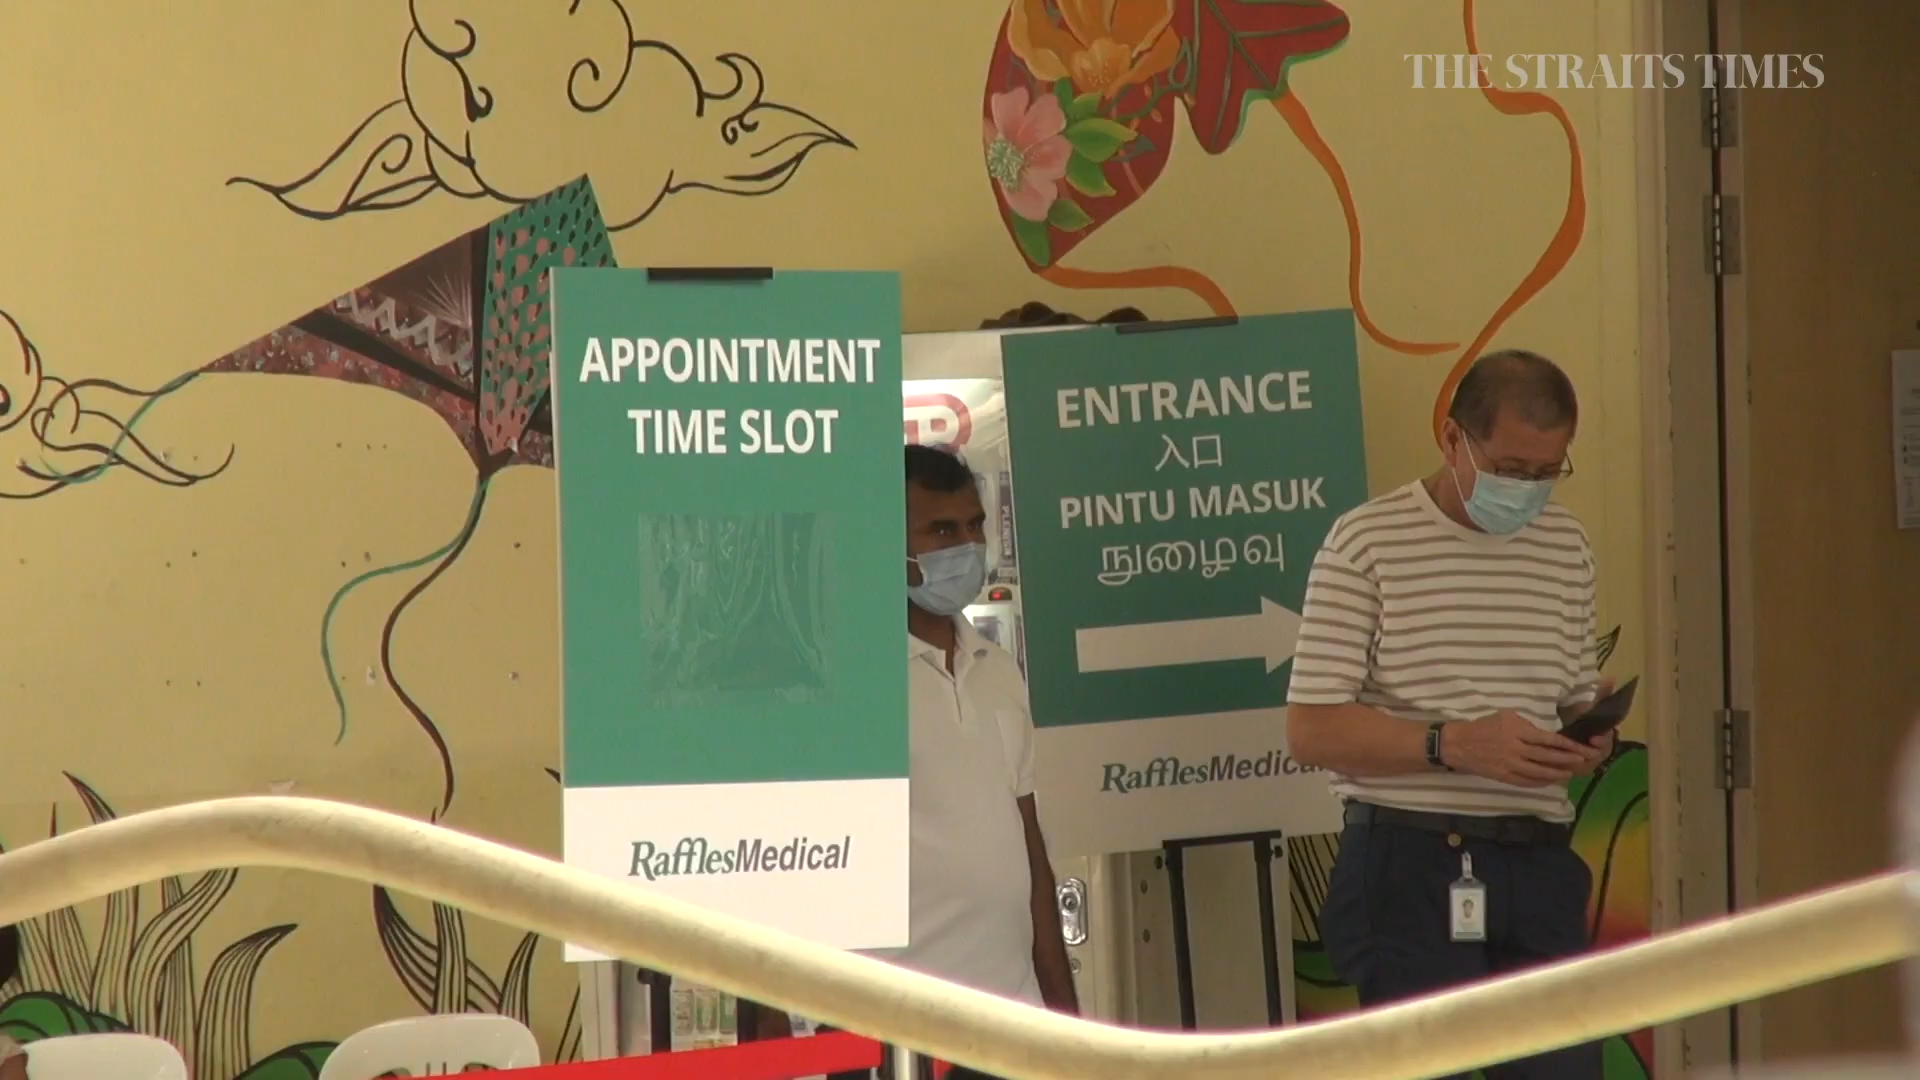 THE STRAITS TIMES
APPOINTMENT
TIME SLOT
RafflesMedical
ENTRANCE
入口
PINTU MASUK
நுழைவு
RafflesMedical